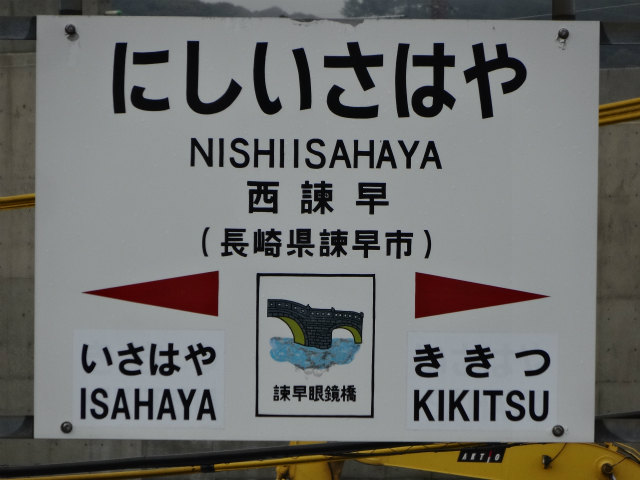 にしいさはや
NISHIISAHAYA
西諫早
(長崎県諫早市)
いさはや
ISAHAYA
諫早眼鏡橋
ききつ
KIKITSU
AKTIO